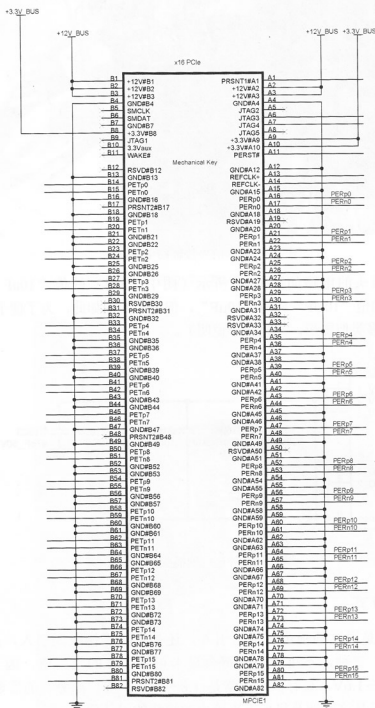 +3.3V_BUS
+12V_BUS
+12V_BUS +3.3V_BUS
x16 PCIe
B1 +12V#B1 PRSNT1#A1 A1
B2 +12V#B2 +12V#A2 A2
B3 +12V#B3 +12V#A3 A3
B4 GND#B4 GND#A4 A4
B5 SMCLK JTAG2 A5
B6 SMDAT JTAG3 A6
B7 GND#B7 JTAG4 A7
B8 +3.3V#B8 JTAG5 A8
B9 JTAG1 +3.3V#A9 A9
B10 3.3Vaux +3.3V#A10 A10
B11 WAKE# PERST# A11
Mechanical Key
B12 RSVD#B12 GND#A12 A12
B13 GND#B13 REFCLK+ A13
B14 PETp0 REFCLK- A14
B15 PETn0 GND#A15 A15
B16 GND#B16 PERp0 A16 PERp0
B17 PRSNT2#B17 PERn0 A17 PERn0
B18 GND#B18 GND#A18 A18
B19 PETp1 RSVD#A19 A19
B20 PETn1 GND#A20 A20
B21 GND#B21 PERp1 A21 PERp1
B22 GND#B22 PERn1 A22 PERn1
B23 PETp2 GND#A23 A23
B24 PETn2 GND#A24 A24
B25 GND#B25 PERp2 A25 PERp2
B26 GND#B26 PERn2 A26 PERn2
B27 PETp3 GND#A27 A27
B28 PETn3 GND#A28 A28
B29 GND#B29 PERp3 A29 PERp3
B30 RSVD#B30 PERn3 A30 PERn3
B31 PRSNT2#B31 GND#A31 A31
B32 GND#B32 RSVD#A32 A32
B33 PETp4 RSVD#A33 A33
B34 PETn4 GND#A34 A34
B35 GND#B35 PERp4 A35 PERp4
B36 GND#B36 PERn4 A36 PERn4
B37 PETp5 GND#A37 A37
B38 PETn5 GND#A38 A38
B39 GND#B39 PERp5 A39 PERp5
B40 GND#B40 PERn5 A40 PERn5
B41 PETp6 GND#A41 A41
B42 PETn6 GND#A42 A42
B43 GND#B43 PERp6 A43 PERp6
B44 GND#B44 PERn6 A44 PERn6
B45 PETp7 GND#A45 A45
B46 PETn7 GND#A46 A46
B47 GND#B47 PERp7 A47 PERp7
B48 PRSNT2#B48 PERn7 A48 PERn7
B49 GND#B49 GND#A49 A49
B50 PETp8 RSVD#A50 A50
B51 PETn8 GND#A51 A51
B52 GND#B52 PERp8 A52 PERp8
B53 GND#B53 PERn8 A53 PERn8
B54 PETp9 GND#A54 A54
B55 PETn9 GND#A55 A55
B56 GND#B56 PERp9 A56 PERp9
B57 GND#B57 PERn9 A57 PERn9
B58 PETp10 GND#A58 A58
B59 PETn10 GND#A59 A59
B60 GND#B60 PERp10 A60 PERp10
B61 GND#B61 PERn10 A61 PERn10
B62 PETp11 GND#A62 A62
B63 PETn11 GND#A63 A63
B64 GND#B64 PERp11 A64 PERp11
B65 GND#B65 PERn11 A65 PERn11
B66 PETp12 GND#A66 A66
B67 PETn12 GND#A67 A67
B68 GND#B68 PERp12 A68 PERp12
B69 GND#B69 PERn12 A69 PERn12
B70 PETp13 GND#A70 A70
B71 PETn13 GND#A71 A71
B72 GND#B72 PERp13 A72 PERp13
B73 GND#B73 PERn13 A73 PERn13
B74 PETp14 GND#A74 A74
B75 PETn14 GND#A75 A75
B76 GND#B76 PERp14 A76 PERp14
B77 GND#B77 PERn14 A77 PERn14
B78 PETp15 GND#A78 A78
B79 PETn15 GND#A79 A79
B80 GND#B80 PERp15 A80 PERp15
B81 PRSNT2#B81 PERn15 A81 PERn15
B82 RSVD#B82 GND#A82 A82
MPCIE1